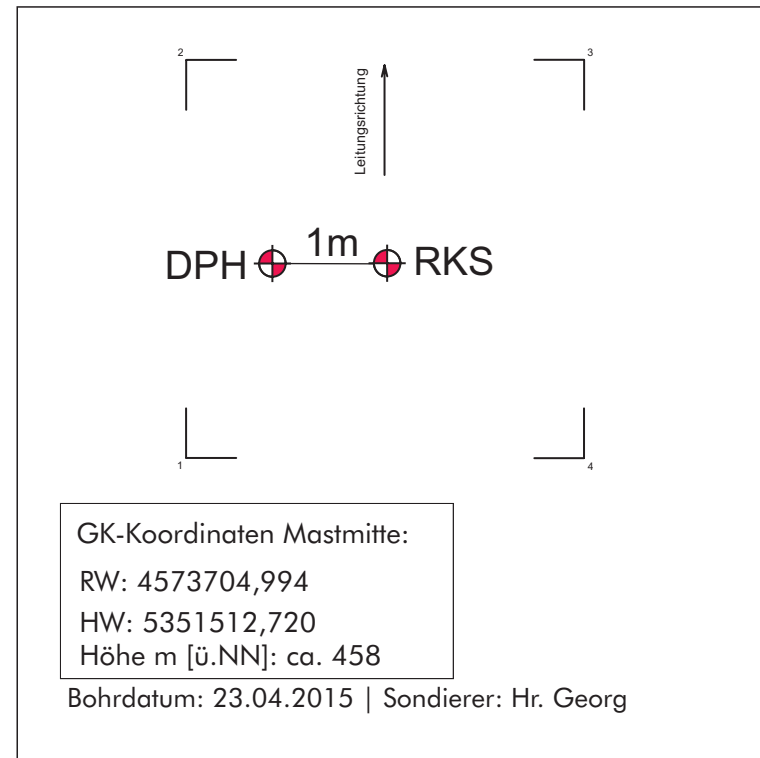 2
3
Leitungsrichtung
DPH 1m RKS
1
4
GK-Koordinaten Mastmitte:
RW: 4573704,994
HW: 5351512,720
Höhe m [ü.NN]: ca. 458
Bohrdatum: 23.04.2015 | Sondierer: Hr. Georg